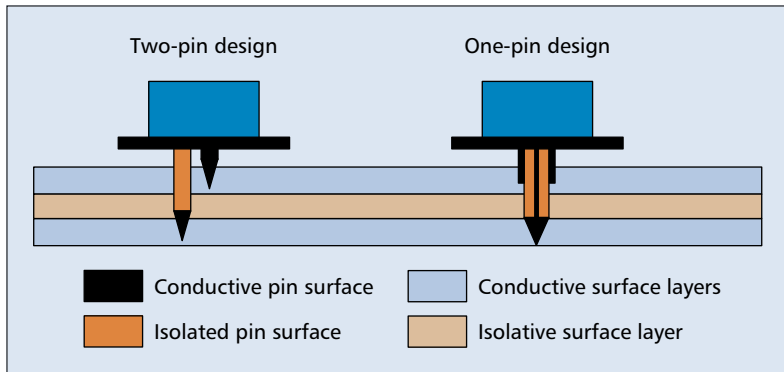 Two-pin design
One-pin design
Conductive pin surface
Conductive surface layers
Isolated pin surface
Isolative surface layer